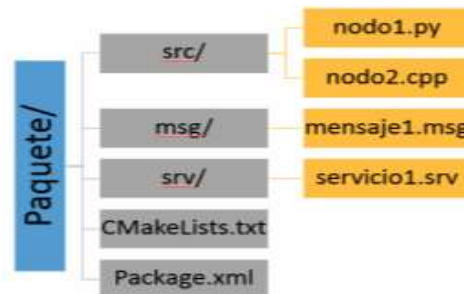 Paquete/
src/
nodo1.py
nodo2.cpp
msg/
mensaje1.msg
srv/
servicio1.srv
CMakeLists.txt
Package.xml